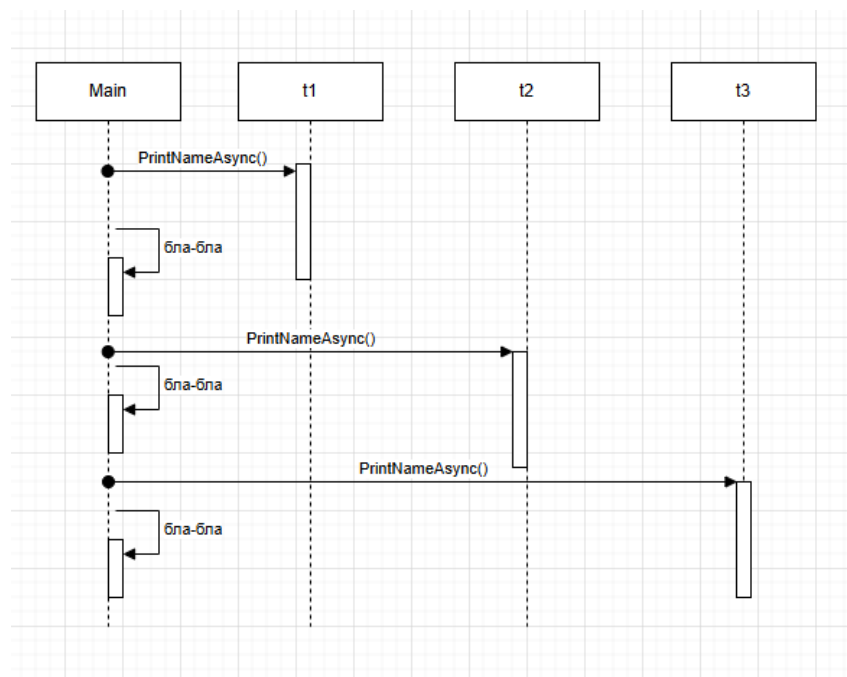 Main
t1
t2
t3
PrintNameAsync()
бла-бла
PrintNameAsync()
бла-бла
PrintNameAsync()
бла-бла